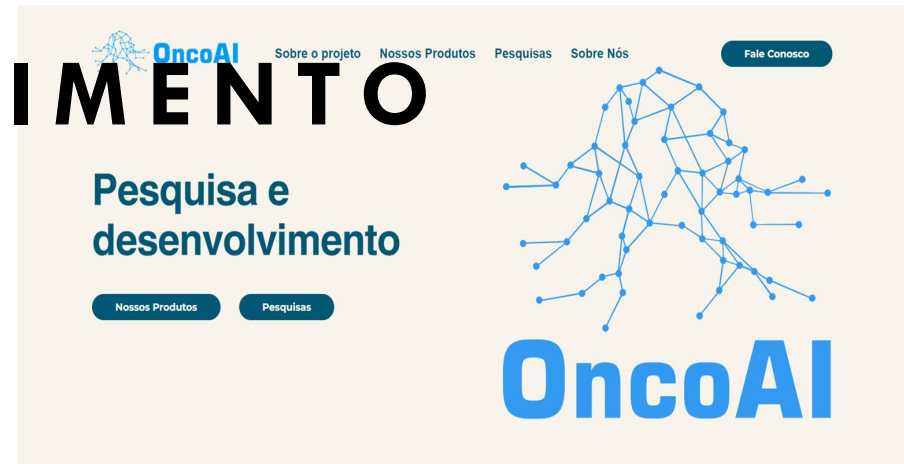 OncoAI
Sobre o projeto Nossos Produtos Pesquisas Sobre Nós Fale Conosco
IMENTO
Pesquisa e
desenvolvimento
Nossos Produtos Pesquisas
OncoAI